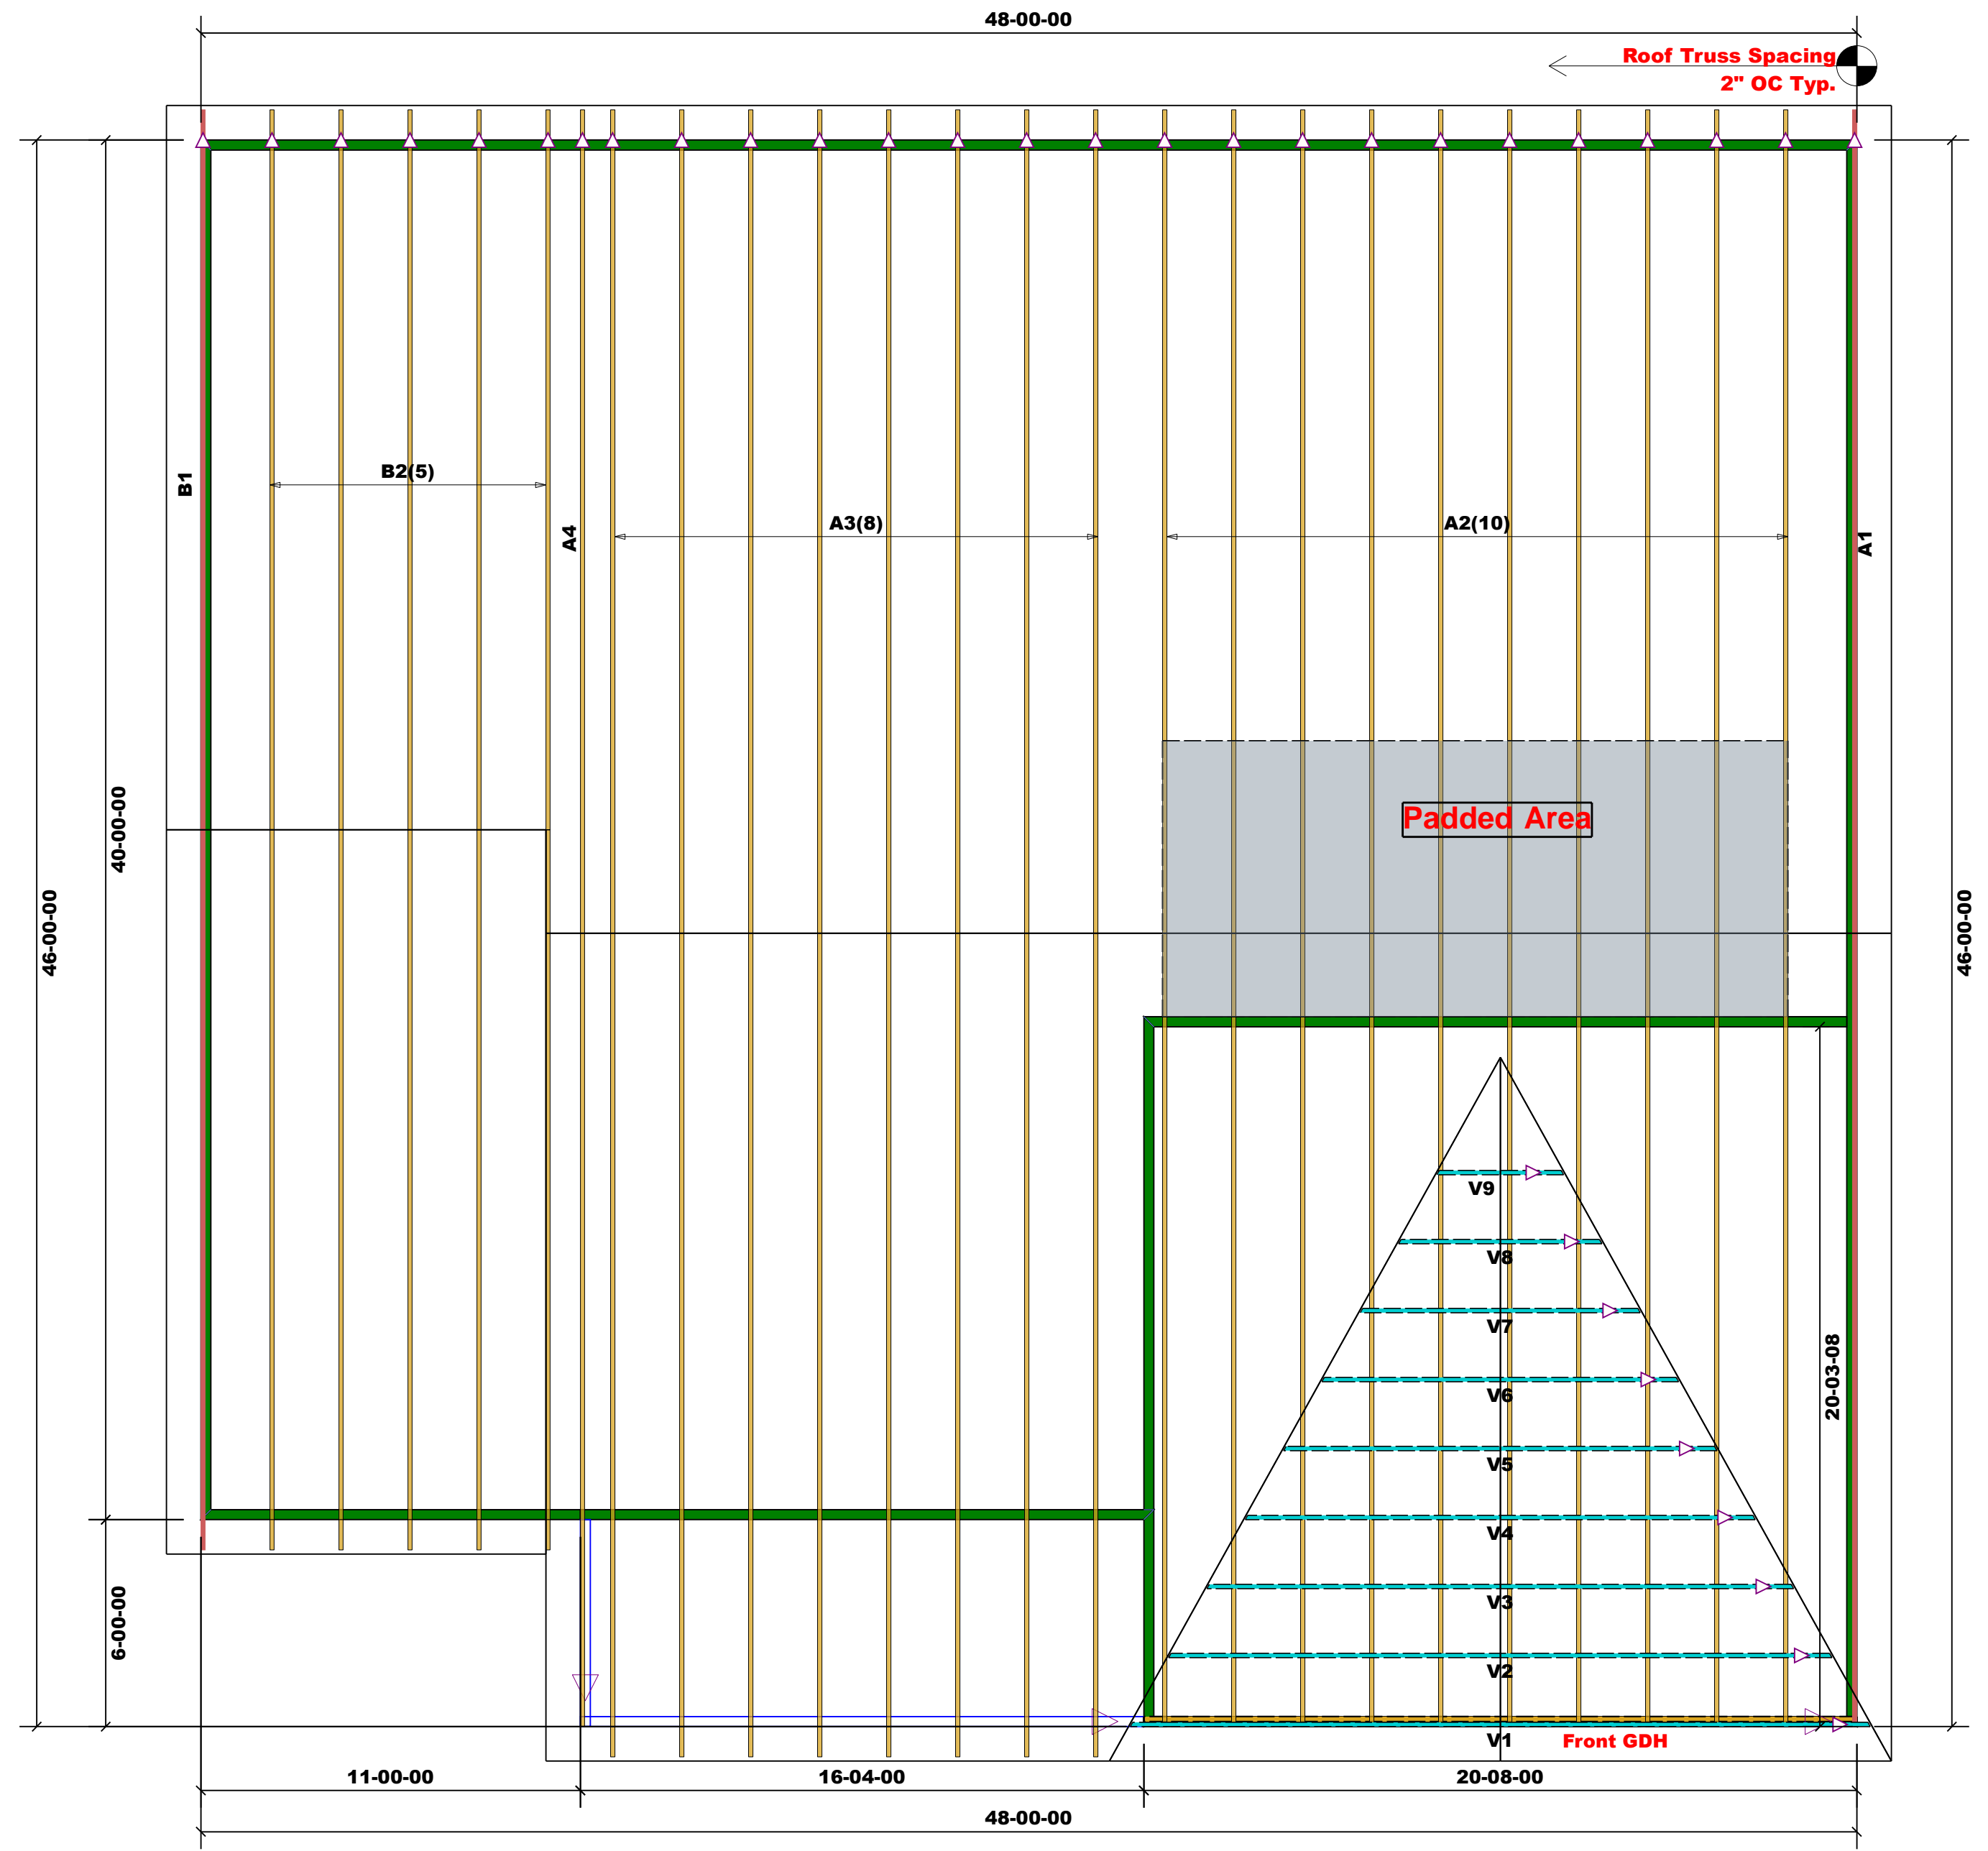 48-00-00
Roof Truss Spacing
2" OC Typ.
B1
B2(5)
A4
A3(8)
A2(10)
A1
Padded Area
40-00-00
46-00-00
46-00-00
V9
V8
V7
V6
20-03-08
V5
V4
V3
6-00-00
V2
V1
Front GDH
11-00-00
16-04-00
20-08-00
48-00-00